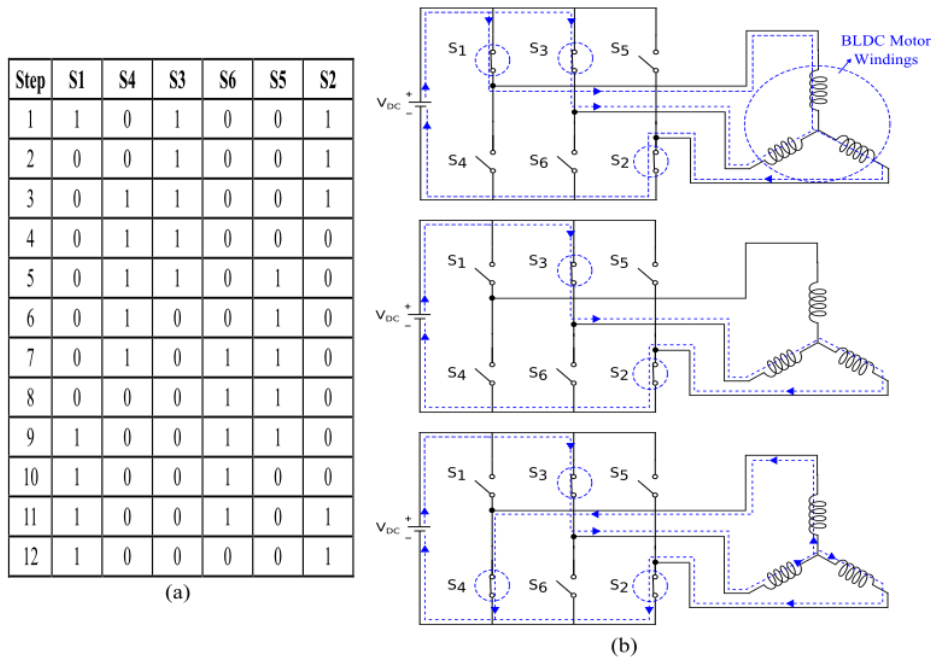 Step S1 S4 S3 S6 S5 S2
1 1 0 1 0 0 1
2 0 0 1 0 0 1
3 0 1 1 0 0 1
4 0 1 1 0 0 0
5 0 1 1 0 1 0
6 0 1 0 0 1 0
7 0 1 0 1 1 0
8 0 0 0 1 1 0
9 1 0 0 1 1 0
10 1 0 0 1 0 0
11 1 0 0 1 0 1
12 1 0 0 0 0 1
(a)
S1 S3 S5
BLDC Motor
Windings
VDC + −
S4 S6 S2
S1 S3 S5
VDC + −
S4 S6 S2
S1 S3 S5
VDC + −
S4 S6 S2
(b)